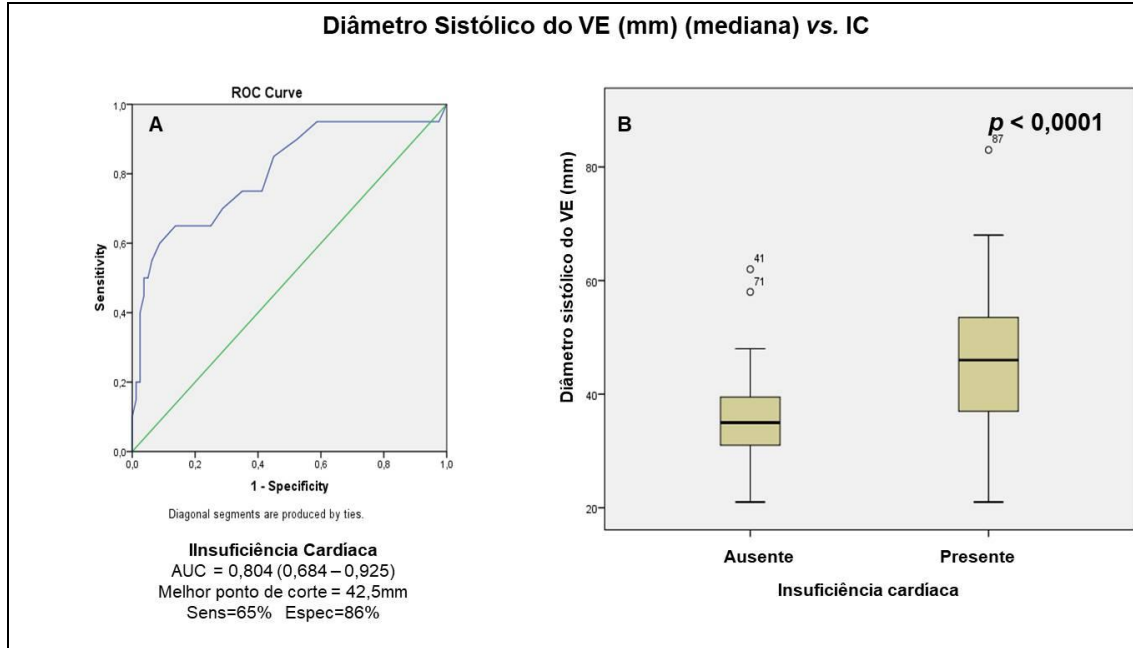 Diâmetro Sistólico do VE (mm) (mediana) vs. IC
ROC Curve
A
1,0
0,8
0,6
0,4
0,2
0,0
Sensitivity
0,0 0,2 0,4 0,6 0,8 1,0
1 - Specificity
Diagonal segments are produced by ties.
IInsuficiência Cardíaca
AUC = 0,804 (0,684 – 0,925)
Melhor ponto de corte = 42,5mm
Sens=65% Espec=86%
B
p < 0,0001
87
41
71
80
60
40
20
Diâmetro sistólico do VE (mm)
Ausente Presente
Insuficiência cardíaca